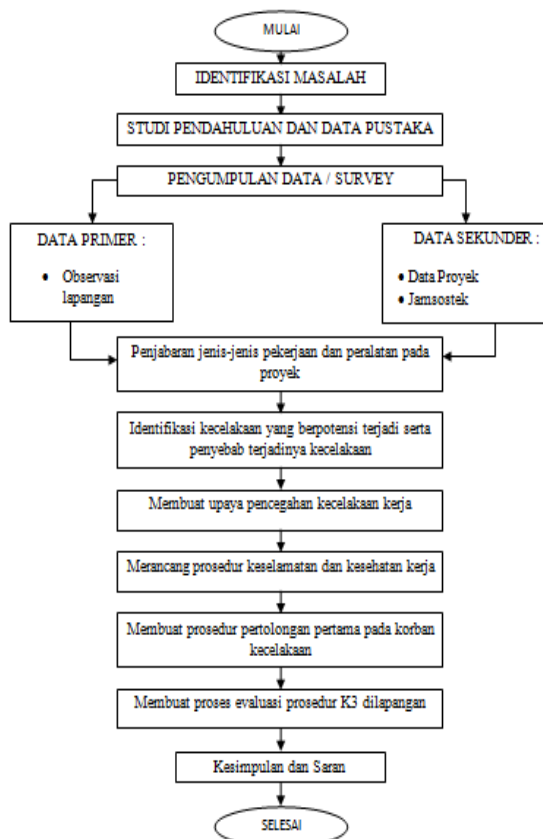 MULAI
IDENTIFIKASI MASALAH
STUDI PENDAHULUAN DAN DATA PUSTAKA
PENGUMPULAN DATA / SURVEY
DATA PRIMER :
• Observasi
lapangan
DATA SEKUNDER :
• Data Proyek
• Jamsostek
Penjabaran jenis-jenis pekerjaan dan peralatan pada
proyek
Identifikasi kecelakaan yang berpotensi terjadi serta
penyebab terjadinya kecelakaan
Membuat upaya pencegahan kecelakaan kerja
Merancang prosedur keselamatan dan kesehatan kerja
Membuat prosedur pertolongan pertama pada korban
kecelakaan
Membuat proses evaluasi prosedur K3 dilapangan
Kesimpulan dan Saran
SELESAI